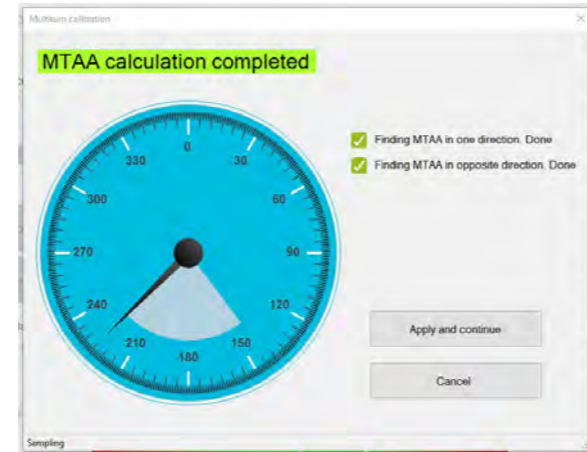 Multiturn calibration
MTAA calculation completed
0
30
60
90
120
150
180
210
240
270
300
330
Finding MTAA in one direction. Done
Finding MTAA in opposite direction. Done
Apply and continue
Cancel
Sampling